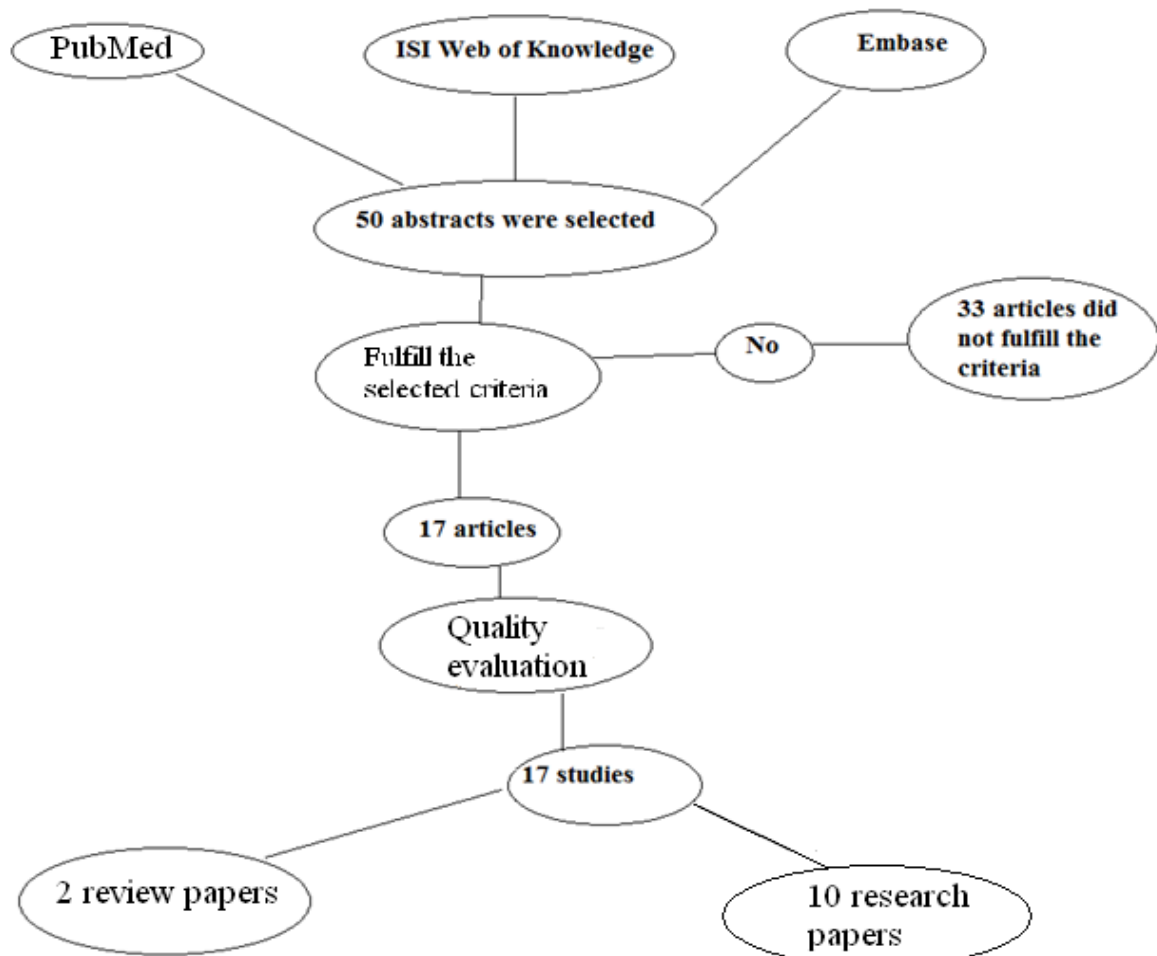 PubMed
ISI Web of Knowledge
Embase
50 abstracts were selected
Fulfill the
selected criteria
No
33 articles did
not fulfill the
criteria
17 articles
Quality
evaluation
17 studies
2 review papers
10 research
papers